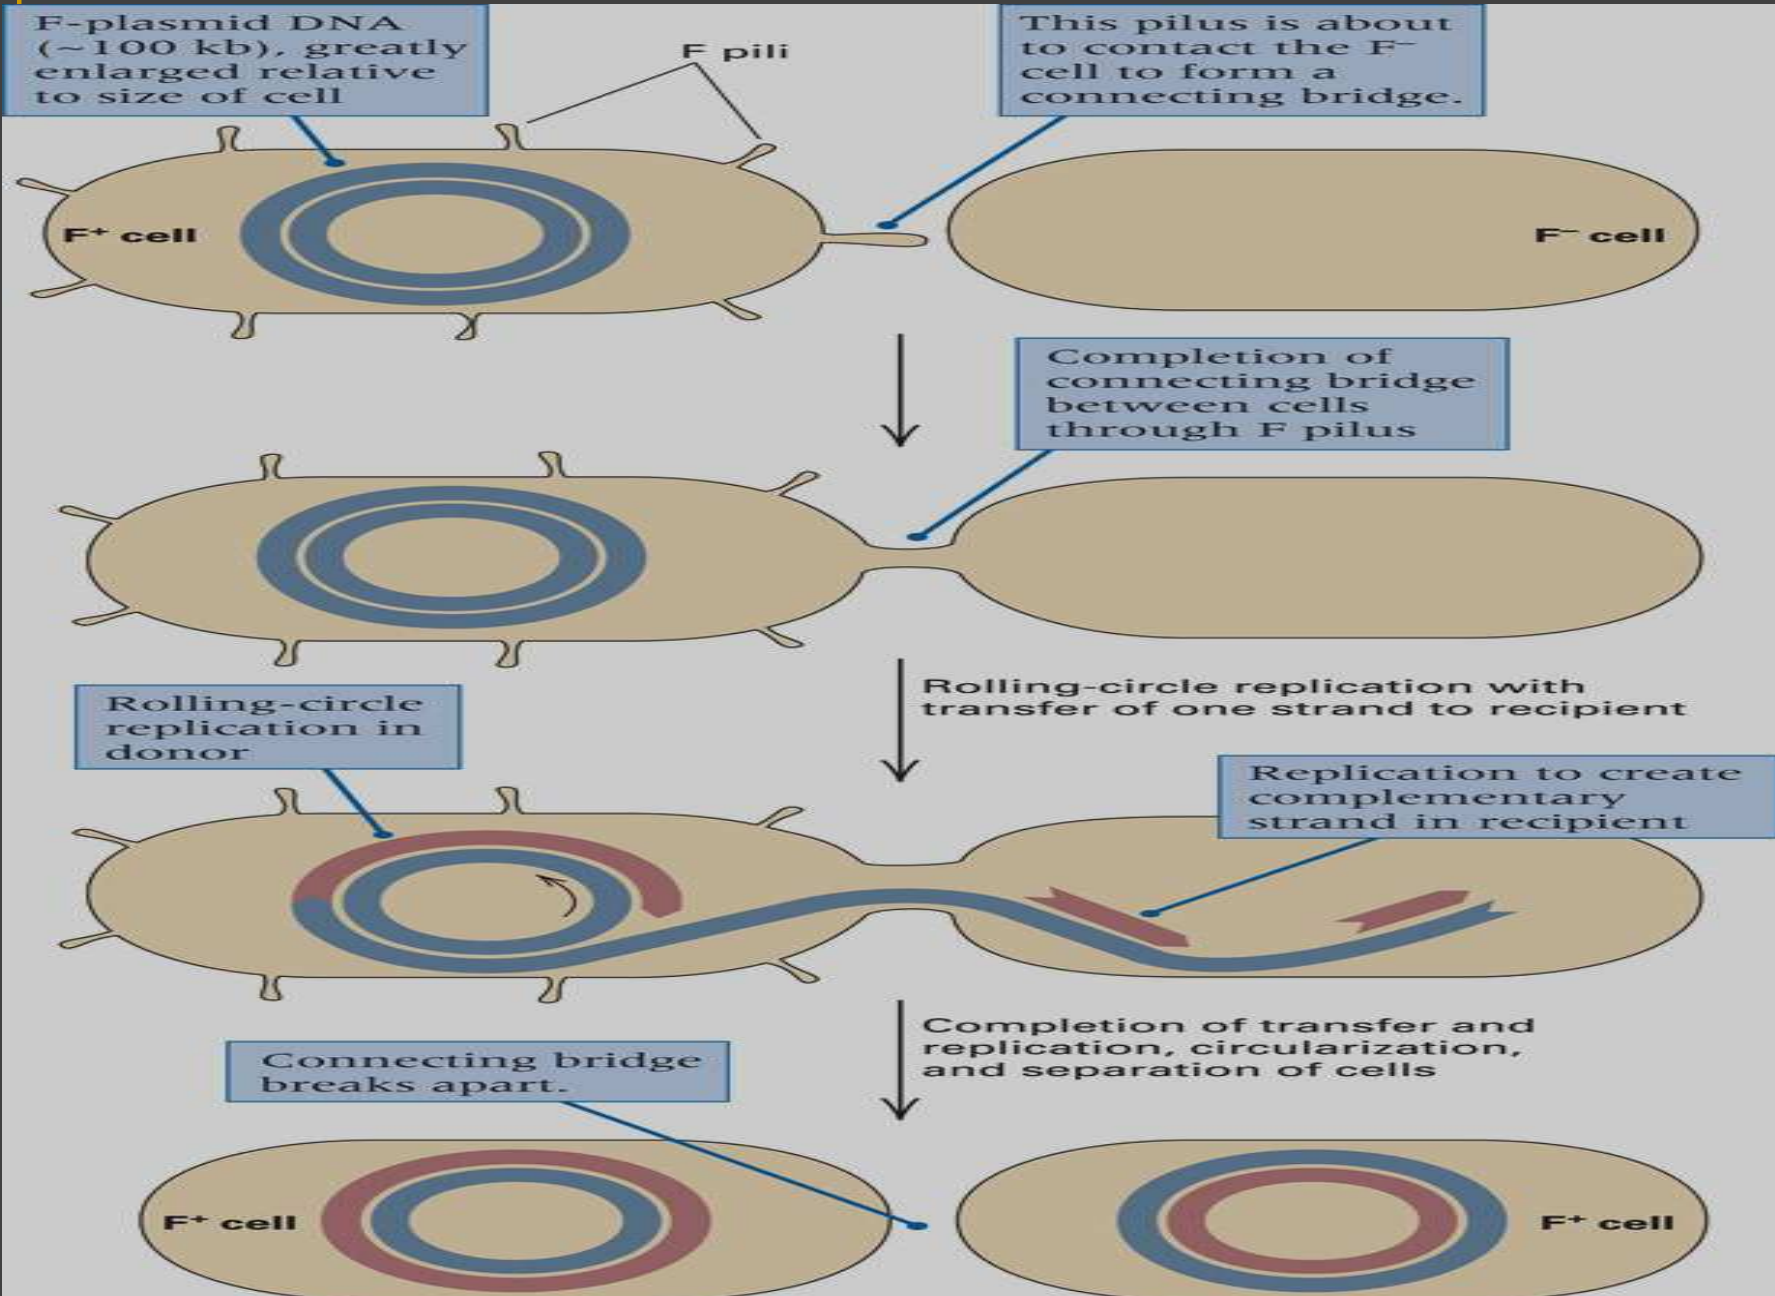 F-plasmid DNA
(~100 kb), greatly
enlarged relative
to size of cell
F pili
This pilus is about
to contact the F⁻
cell to form a
connecting bridge.
F⁺ cell
F⁻ cell
Completion of
connecting bridge
between cells
through F pilus
Rolling-circle replication with
transfer of one strand to recipient
Rolling-circle
replication in
donor
Replication to create
complementary
strand in recipient
Completion of transfer and
replication, circularization,
and separation of cells
Connecting bridge
breaks apart.
F⁺ cell
F⁺ cell